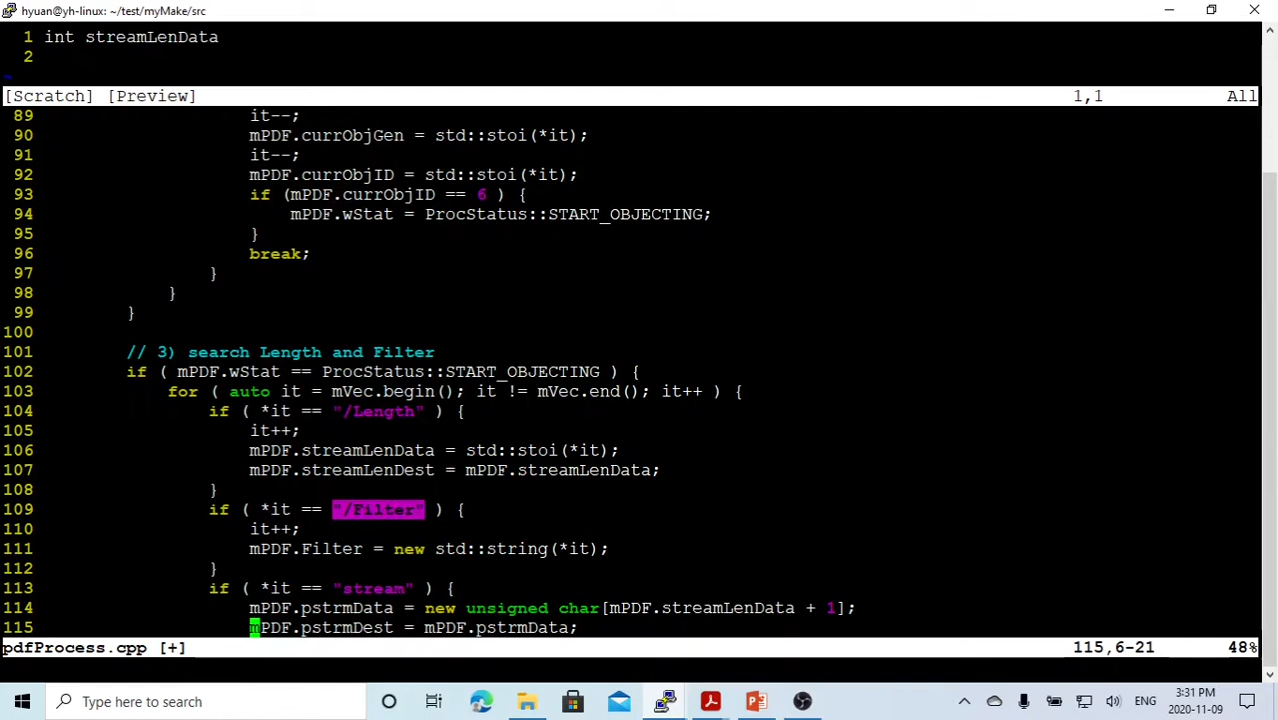 hyuan@yh-linux: ~/test/myMake/src
1 int streamLenData
2
~
[Scratch] [Preview] 1,1 All
89 it--;
90 mPDF.currObjGen = std::stoi(*it);
91 it--;
92 mPDF.currObjID = std::stoi(*it);
93 if (mPDF.currObjID == 6 ) {
94 mPDF.wStat = ProcStatus::START_OBJECTING;
95 }
96 break;
97 }
98 }
99 }
100
101 // 3) search Length and Filter
102 if ( mPDF.wStat == ProcStatus::START_OBJECTING ) {
103 for ( auto it = mVec.begin(); it != mVec.end(); it++ ) {
104 if ( *it == "/Length" ) {
105 it++;
106 mPDF.streamLenData = std::stoi(*it);
107 mPDF.streamLenDest = mPDF.streamLenData;
108 }
109 if ( *it == "/Filter" ) {
110 it++;
111 mPDF.Filter = new std::string(*it);
112 }
113 if ( *it == "stream" ) {
114 mPDF.pstrmData = new unsigned char[mPDF.streamLenData + 1];
115 mPDF.pstrmDest = mPDF.pstrmData;
pdfProcess.cpp [+] 115,6-21 48%
Type here to search
ENG
3:31 PM
2020-11-09